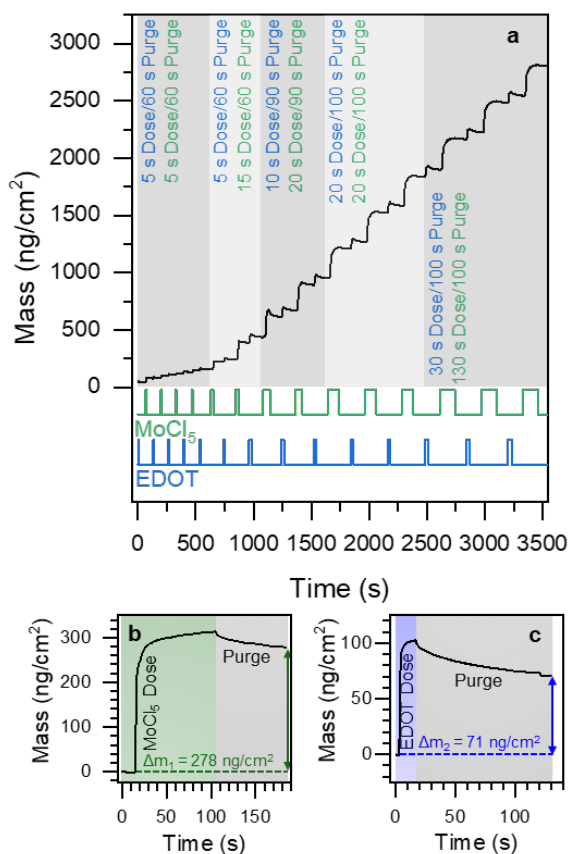 a
Mass (ng/cm²)
3000
2500
2000
1500
1000
500
0
5 s Dose/60 s Purge
5 s Dose/60 s Purge
5 s Dose/60 s Purge
15 s Dose/60 s Purge
10 s Dose/90 s Purge
20 s Dose/90 s Purge
20 s Dose/100 s Purge
20 s Dose/100 s Purge
30 s Dose/100 s Purge
130 s Dose/100 s Purge
MoCl₅
EDOT
0 500 1000 1500 2000 2500 3000 3500
Time (s)
b
Mass (ng/cm²)
300
200
100
0
MoCl₅ Dose
Purge
Δm₁ = 278 ng/cm²
0 50 100 150
Time (s)
c
Mass (ng/cm²)
100
50
0
EDOT Dose
Purge
Δm₂ = 71 ng/cm²
0 50 100
Time (s)